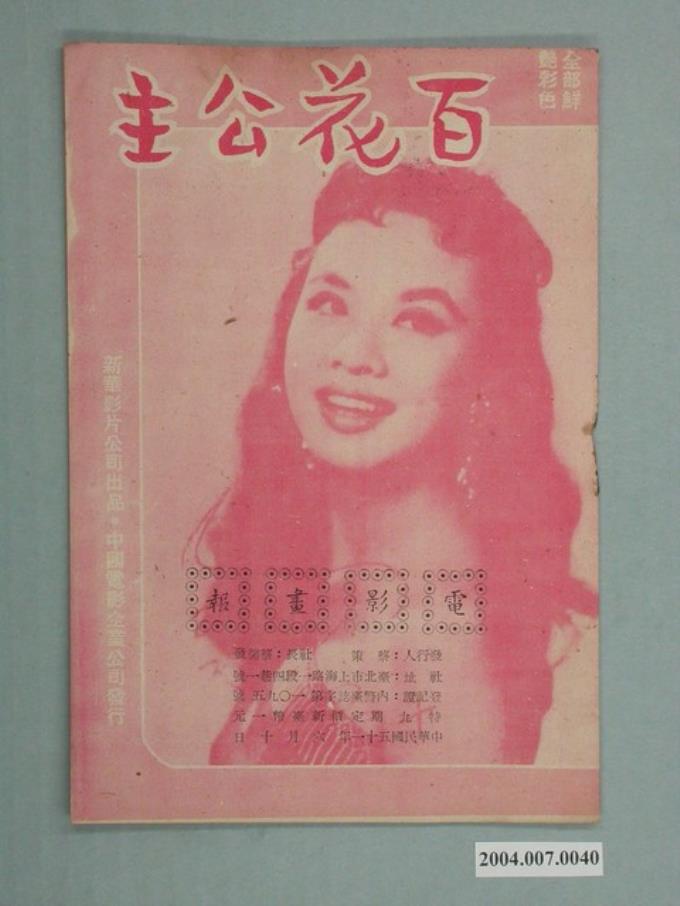 全部鮮
艷彩色
百花公主
新華影片公司出品·中國電影企業公司發行
電影畫報
發行人：蔡策 社長：蔡萄發
社址：臺北市上海路一段四巷一號
登記證：內警臺誌字第一〇九五號
特九期定價新臺幣一元
中華民國五十一年六月十日
2004.007.0040